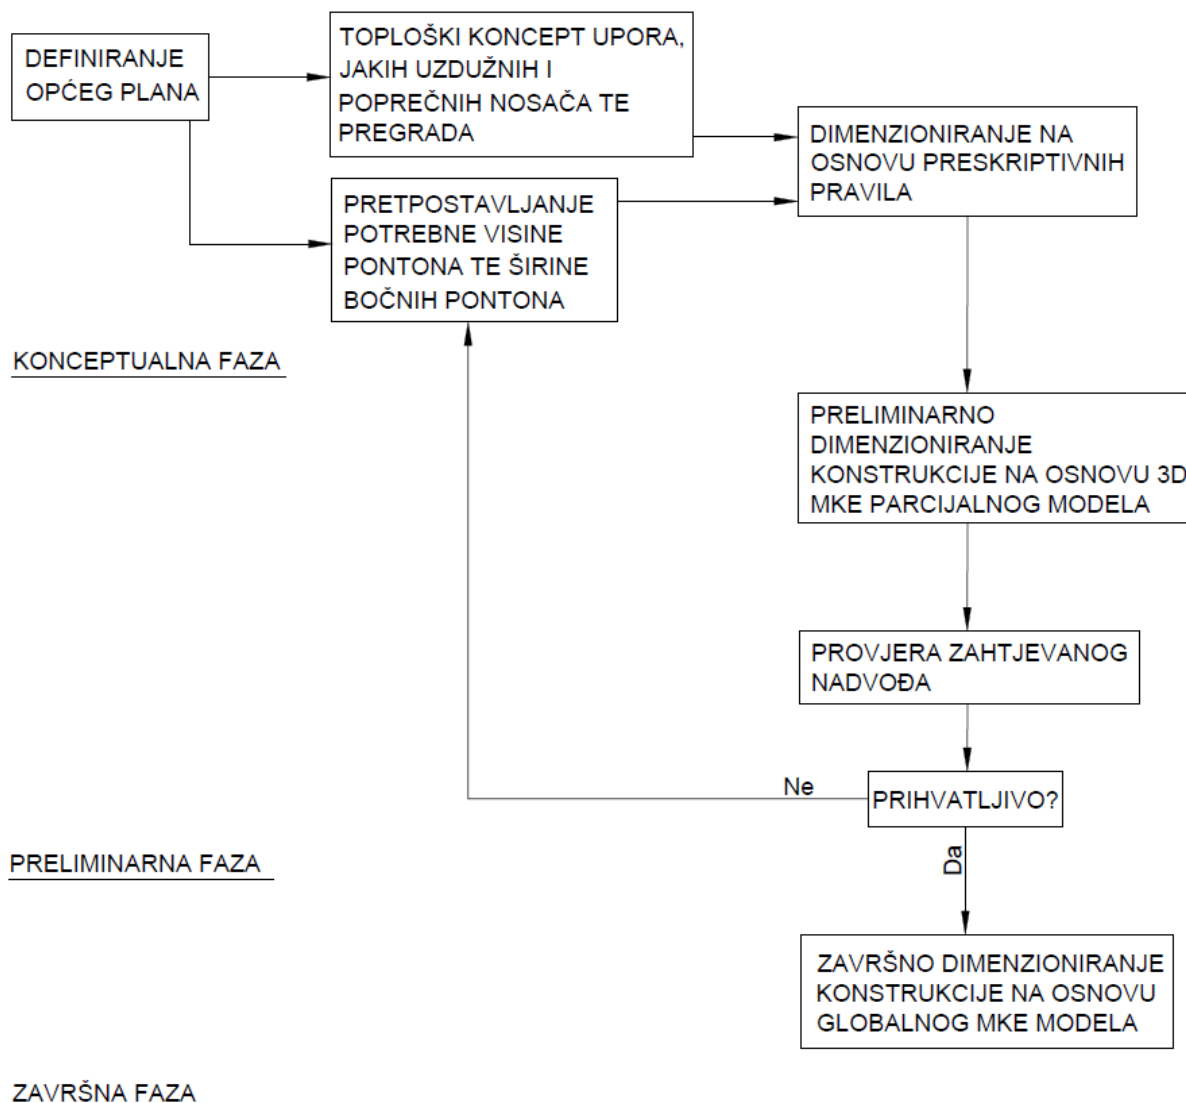 DEFINIRANJE
OPĆEG PLANA
TOPLOŠKI KONCEPT UPORA,
JAKIH UZDUŽNIH I
POPREČNIH NOSAČA TE
PREGRADA
DIMENZIONIRANJE NA
OSNOVU PRESKRIPTIVNIH
PRAVILA
PRETPOSTAVLJANJE
POTREBNE VISINE
PONTONA TE ŠIRINE
BOČNIH PONTONA
KONCEPTUALNA FAZA
PRELIMINARNO
DIMENZIONIRANJE
KONSTRUKCIJE NA OSNOVU 3D
MKE PARCIJALNOG MODELA
PROVJERA ZAHTJEVANOG
NADVOĐA
Ne
PRIHVATLJIVO?
Da
PRELIMINARNA FAZA
ZAVRŠNO DIMENZIONIRANJE
KONSTRUKCIJE NA OSNOVU
GLOBALNOG MKE MODELA
ZAVRŠNA FAZA